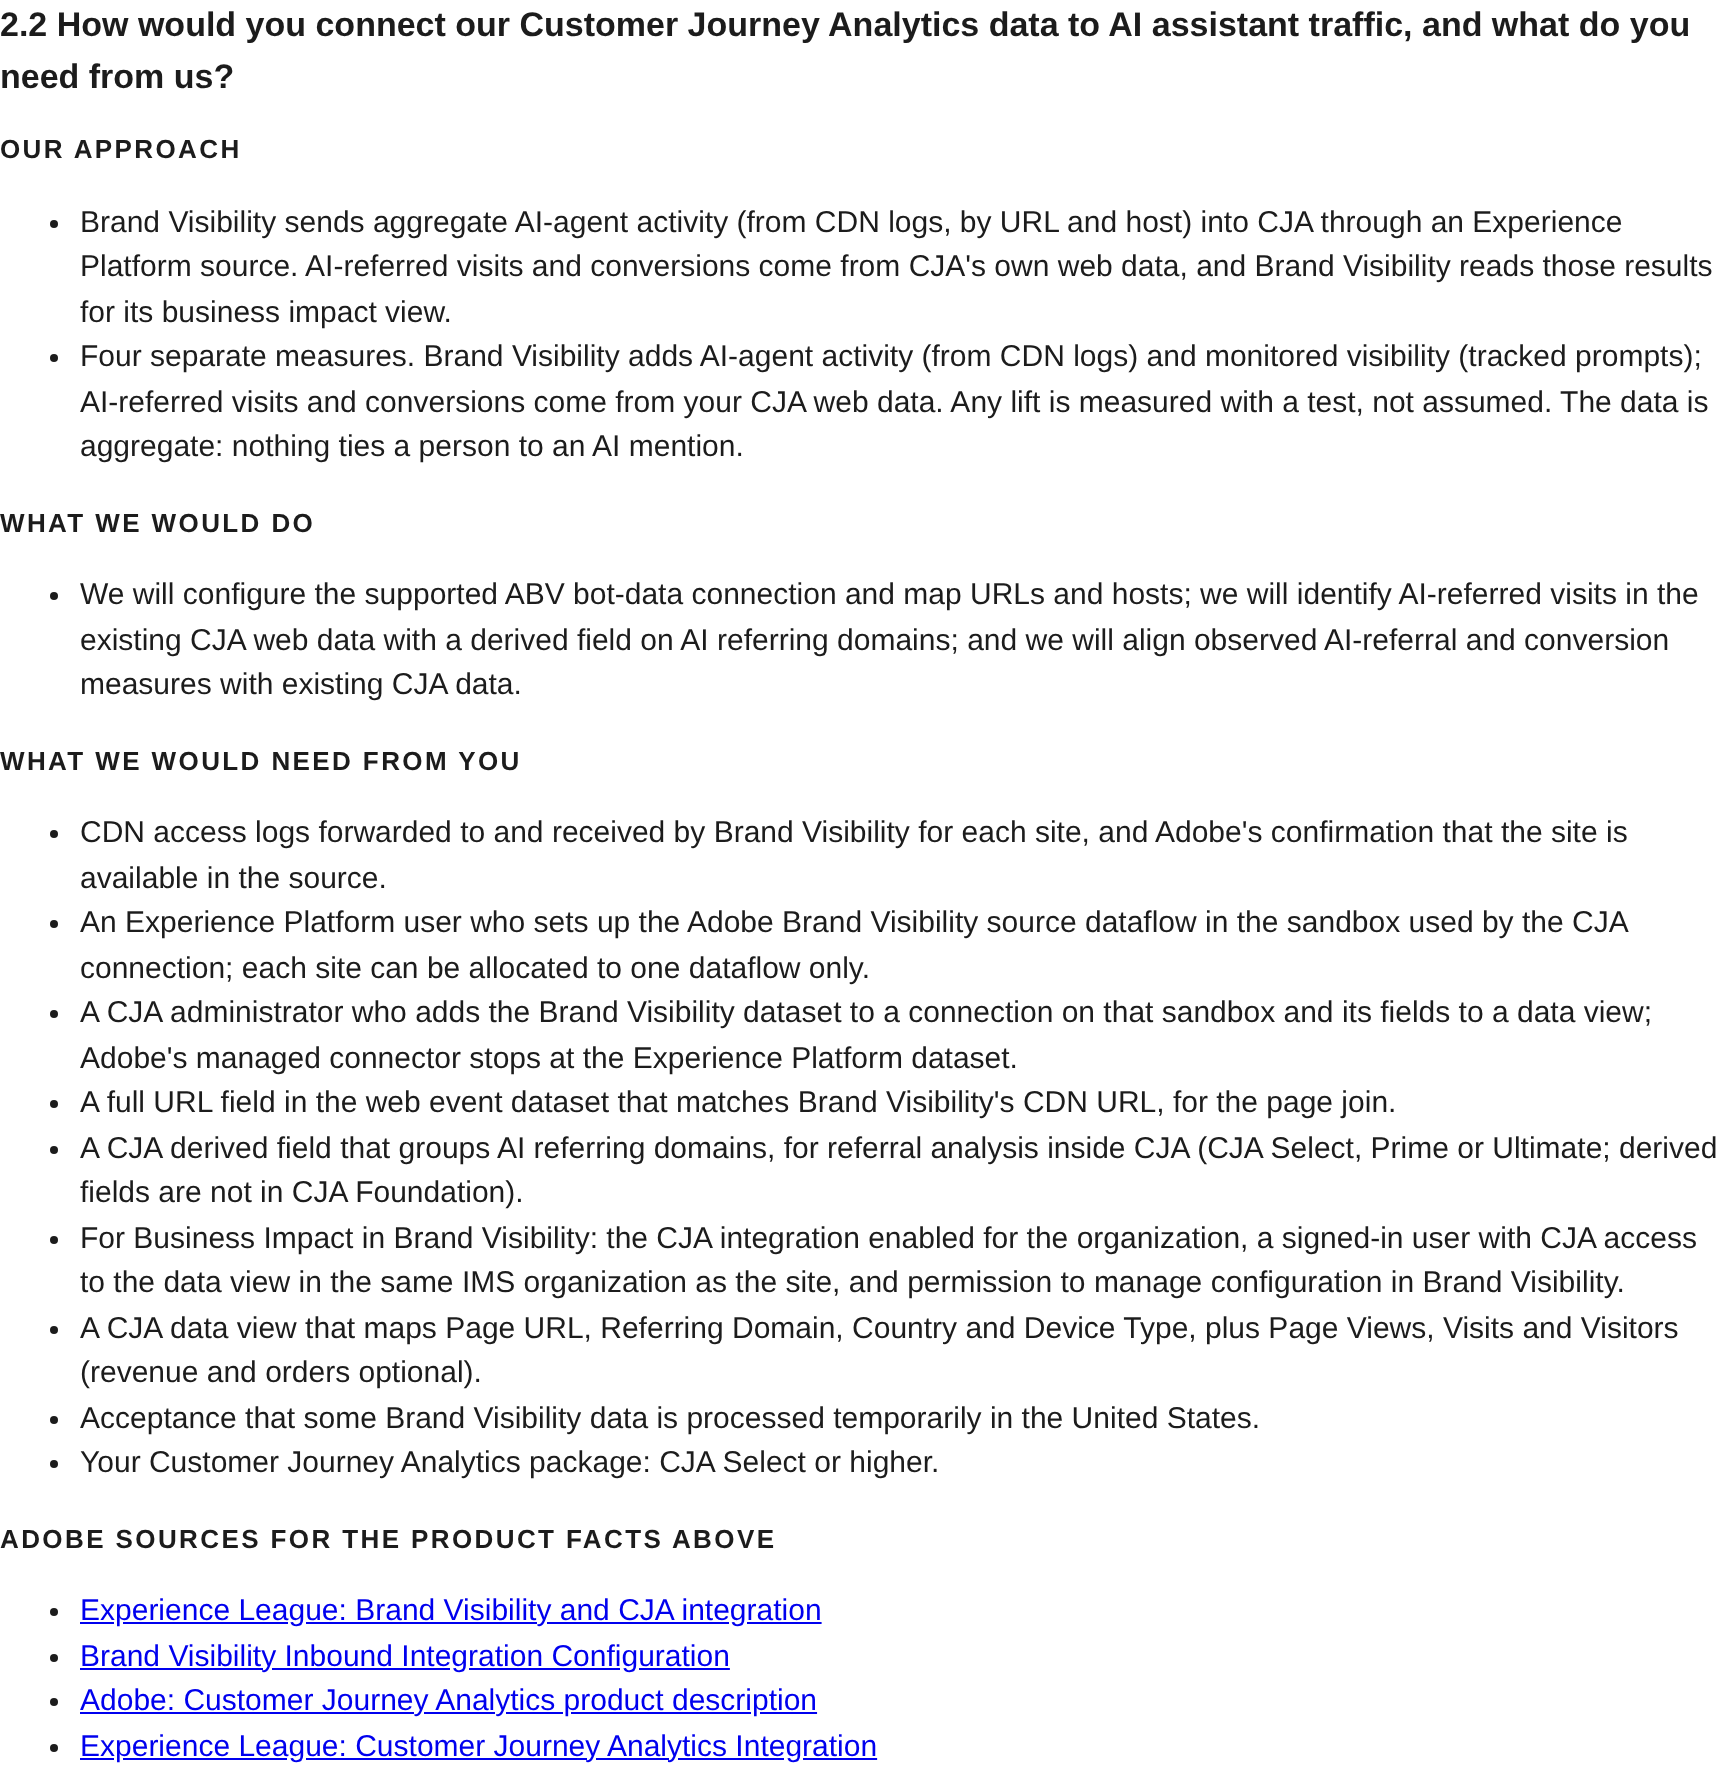 2.2 How would you connect our Customer Journey Analytics data to AI assistant traffic, and what do you
need from us?
OUR APPROACH
• Brand Visibility sends aggregate AI-agent activity (from CDN logs, by URL and host) into CJA through an Experience
Platform source. AI-referred visits and conversions come from CJA's own web data, and Brand Visibility reads those results
for its business impact view.
• Four separate measures. Brand Visibility adds AI-agent activity (from CDN logs) and monitored visibility (tracked prompts);
AI-referred visits and conversions come from your CJA web data. Any lift is measured with a test, not assumed. The data is
aggregate: nothing ties a person to an AI mention.
WHAT WE WOULD DO
• We will configure the supported ABV bot-data connection and map URLs and hosts; we will identify AI-referred visits in the
existing CJA web data with a derived field on AI referring domains; and we will align observed AI-referral and conversion
measures with existing CJA data.
WHAT WE WOULD NEED FROM YOU
• CDN access logs forwarded to and received by Brand Visibility for each site, and Adobe's confirmation that the site is
available in the source.
• An Experience Platform user who sets up the Adobe Brand Visibility source dataflow in the sandbox used by the CJA
connection; each site can be allocated to one dataflow only.
• A CJA administrator who adds the Brand Visibility dataset to a connection on that sandbox and its fields to a data view;
Adobe's managed connector stops at the Experience Platform dataset.
• A full URL field in the web event dataset that matches Brand Visibility's CDN URL, for the page join.
• A CJA derived field that groups AI referring domains, for referral analysis inside CJA (CJA Select, Prime or Ultimate; derived
fields are not in CJA Foundation).
• For Business Impact in Brand Visibility: the CJA integration enabled for the organization, a signed-in user with CJA access
to the data view in the same IMS organization as the site, and permission to manage configuration in Brand Visibility.
• A CJA data view that maps Page URL, Referring Domain, Country and Device Type, plus Page Views, Visits and Visitors
(revenue and orders optional).
• Acceptance that some Brand Visibility data is processed temporarily in the United States.
• Your Customer Journey Analytics package: CJA Select or higher.
ADOBE SOURCES FOR THE PRODUCT FACTS ABOVE
• Experience League: Brand Visibility and CJA integration
• Brand Visibility Inbound Integration Configuration
• Adobe: Customer Journey Analytics product description
• Experience League: Customer Journey Analytics Integration